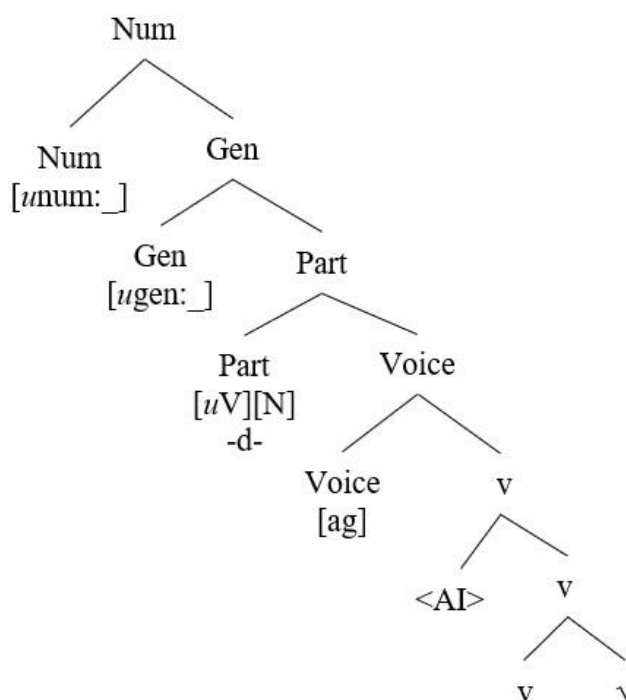 Num
Num Gen
[unum:_]
Gen Part
[ugen:_]
Part Voice
[uV][N]
-d-
Voice v
[ag]
<AI> v
v